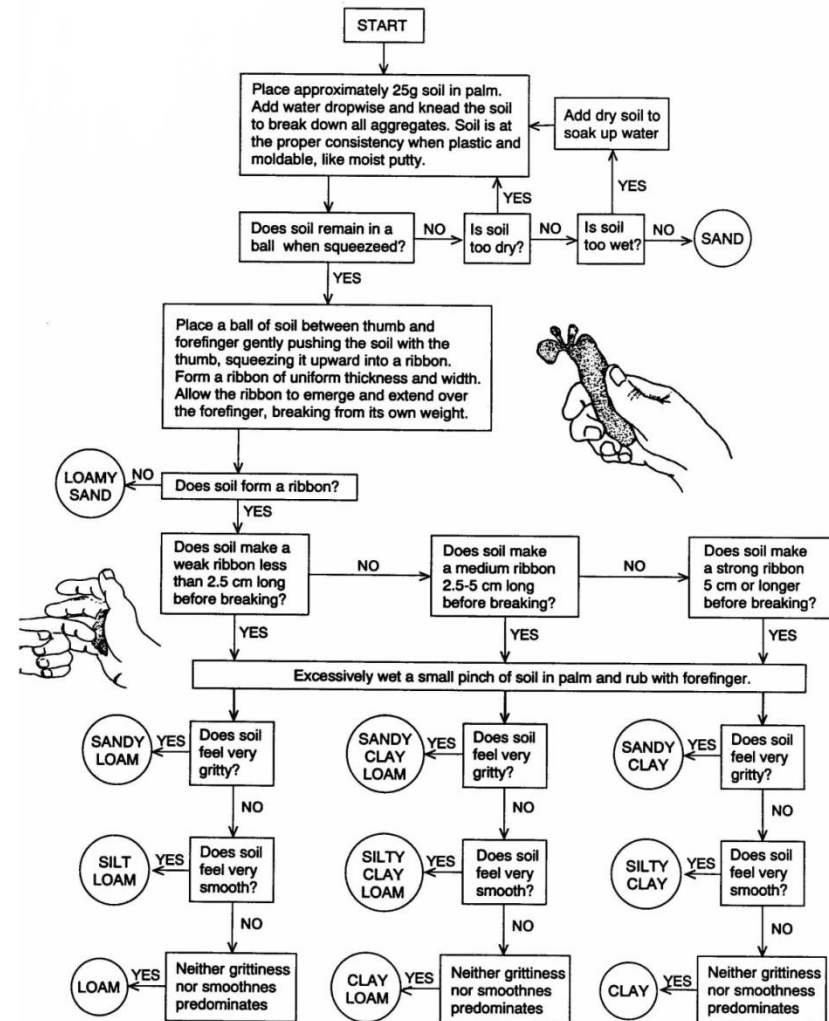 START
Place approximately 25g soil in palm.
Add water dropwise and knead the soil
to break down all aggregates. Soil is at
the proper consistency when plastic and
moldable, like moist putty.
Add dry soil to
soak up water
YES
YES
Does soil remain in a
ball when squeezeed?
NO
Is soil
too dry?
NO
Is soil
too wet?
NO
SAND
YES
Place a ball of soil between thumb and
forefinger gently pushing the soil with the
thumb, squeezing it upward into a ribbon.
Form a ribbon of uniform thickness and width.
Allow the ribbon to emerge and extend over
the forefinger, breaking from its own weight.
LOAMY
SAND
NO
Does soil form a ribbon?
YES
Does soil make a
weak ribbon less
than 2.5 cm long
before breaking?
NO
Does soil make
a medium ribbon
2.5-5 cm long
before breaking?
NO
Does soil make
a strong ribbon
5 cm or longer
before breaking?
YES
YES
YES
Excessively wet a small pinch of soil in palm and rub with forefinger.
SANDY
LOAM
YES
Does soil
feel very
gritty?
SANDY
CLAY
LOAM
YES
Does soil
feel very
gritty?
SANDY
CLAY
YES
Does soil
feel very
gritty?
NO
NO
NO
SILT
LOAM
YES
Does soil
feel very
smooth?
SILTY
CLAY
LOAM
YES
Does soil
feel very
smooth?
SILTY
CLAY
YES
Does soil
feel very
smooth?
NO
NO
NO
LOAM
YES
Neither grittiness
nor smoothness
predominates
CLAY
LOAM
YES
Neither grittiness
nor smoothnes
predominates
CLAY
YES
Neither grittiness
nor smoothness
predominates